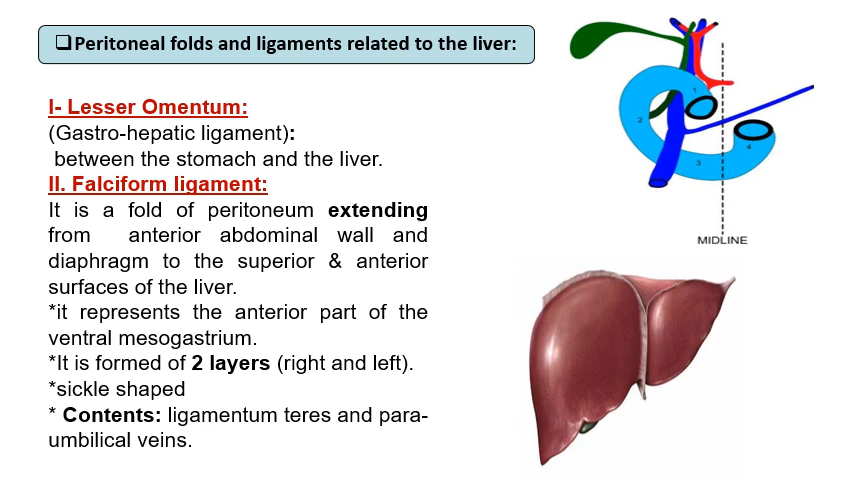 ❑Peritoneal folds and ligaments related to the liver:
I- Lesser Omentum:
(Gastro-hepatic ligament):
between the stomach and the liver.
II. Falciform ligament:
It is a fold of peritoneum extending
from anterior abdominal wall and
diaphragm to the superior & anterior
surfaces of the liver.
*it represents the anterior part of the
ventral mesogastrium.
*It is formed of 2 layers (right and left).
*sickle shaped
* Contents: ligamentum teres and para-
umbilical veins.
1
2
3
4
MIDLINE